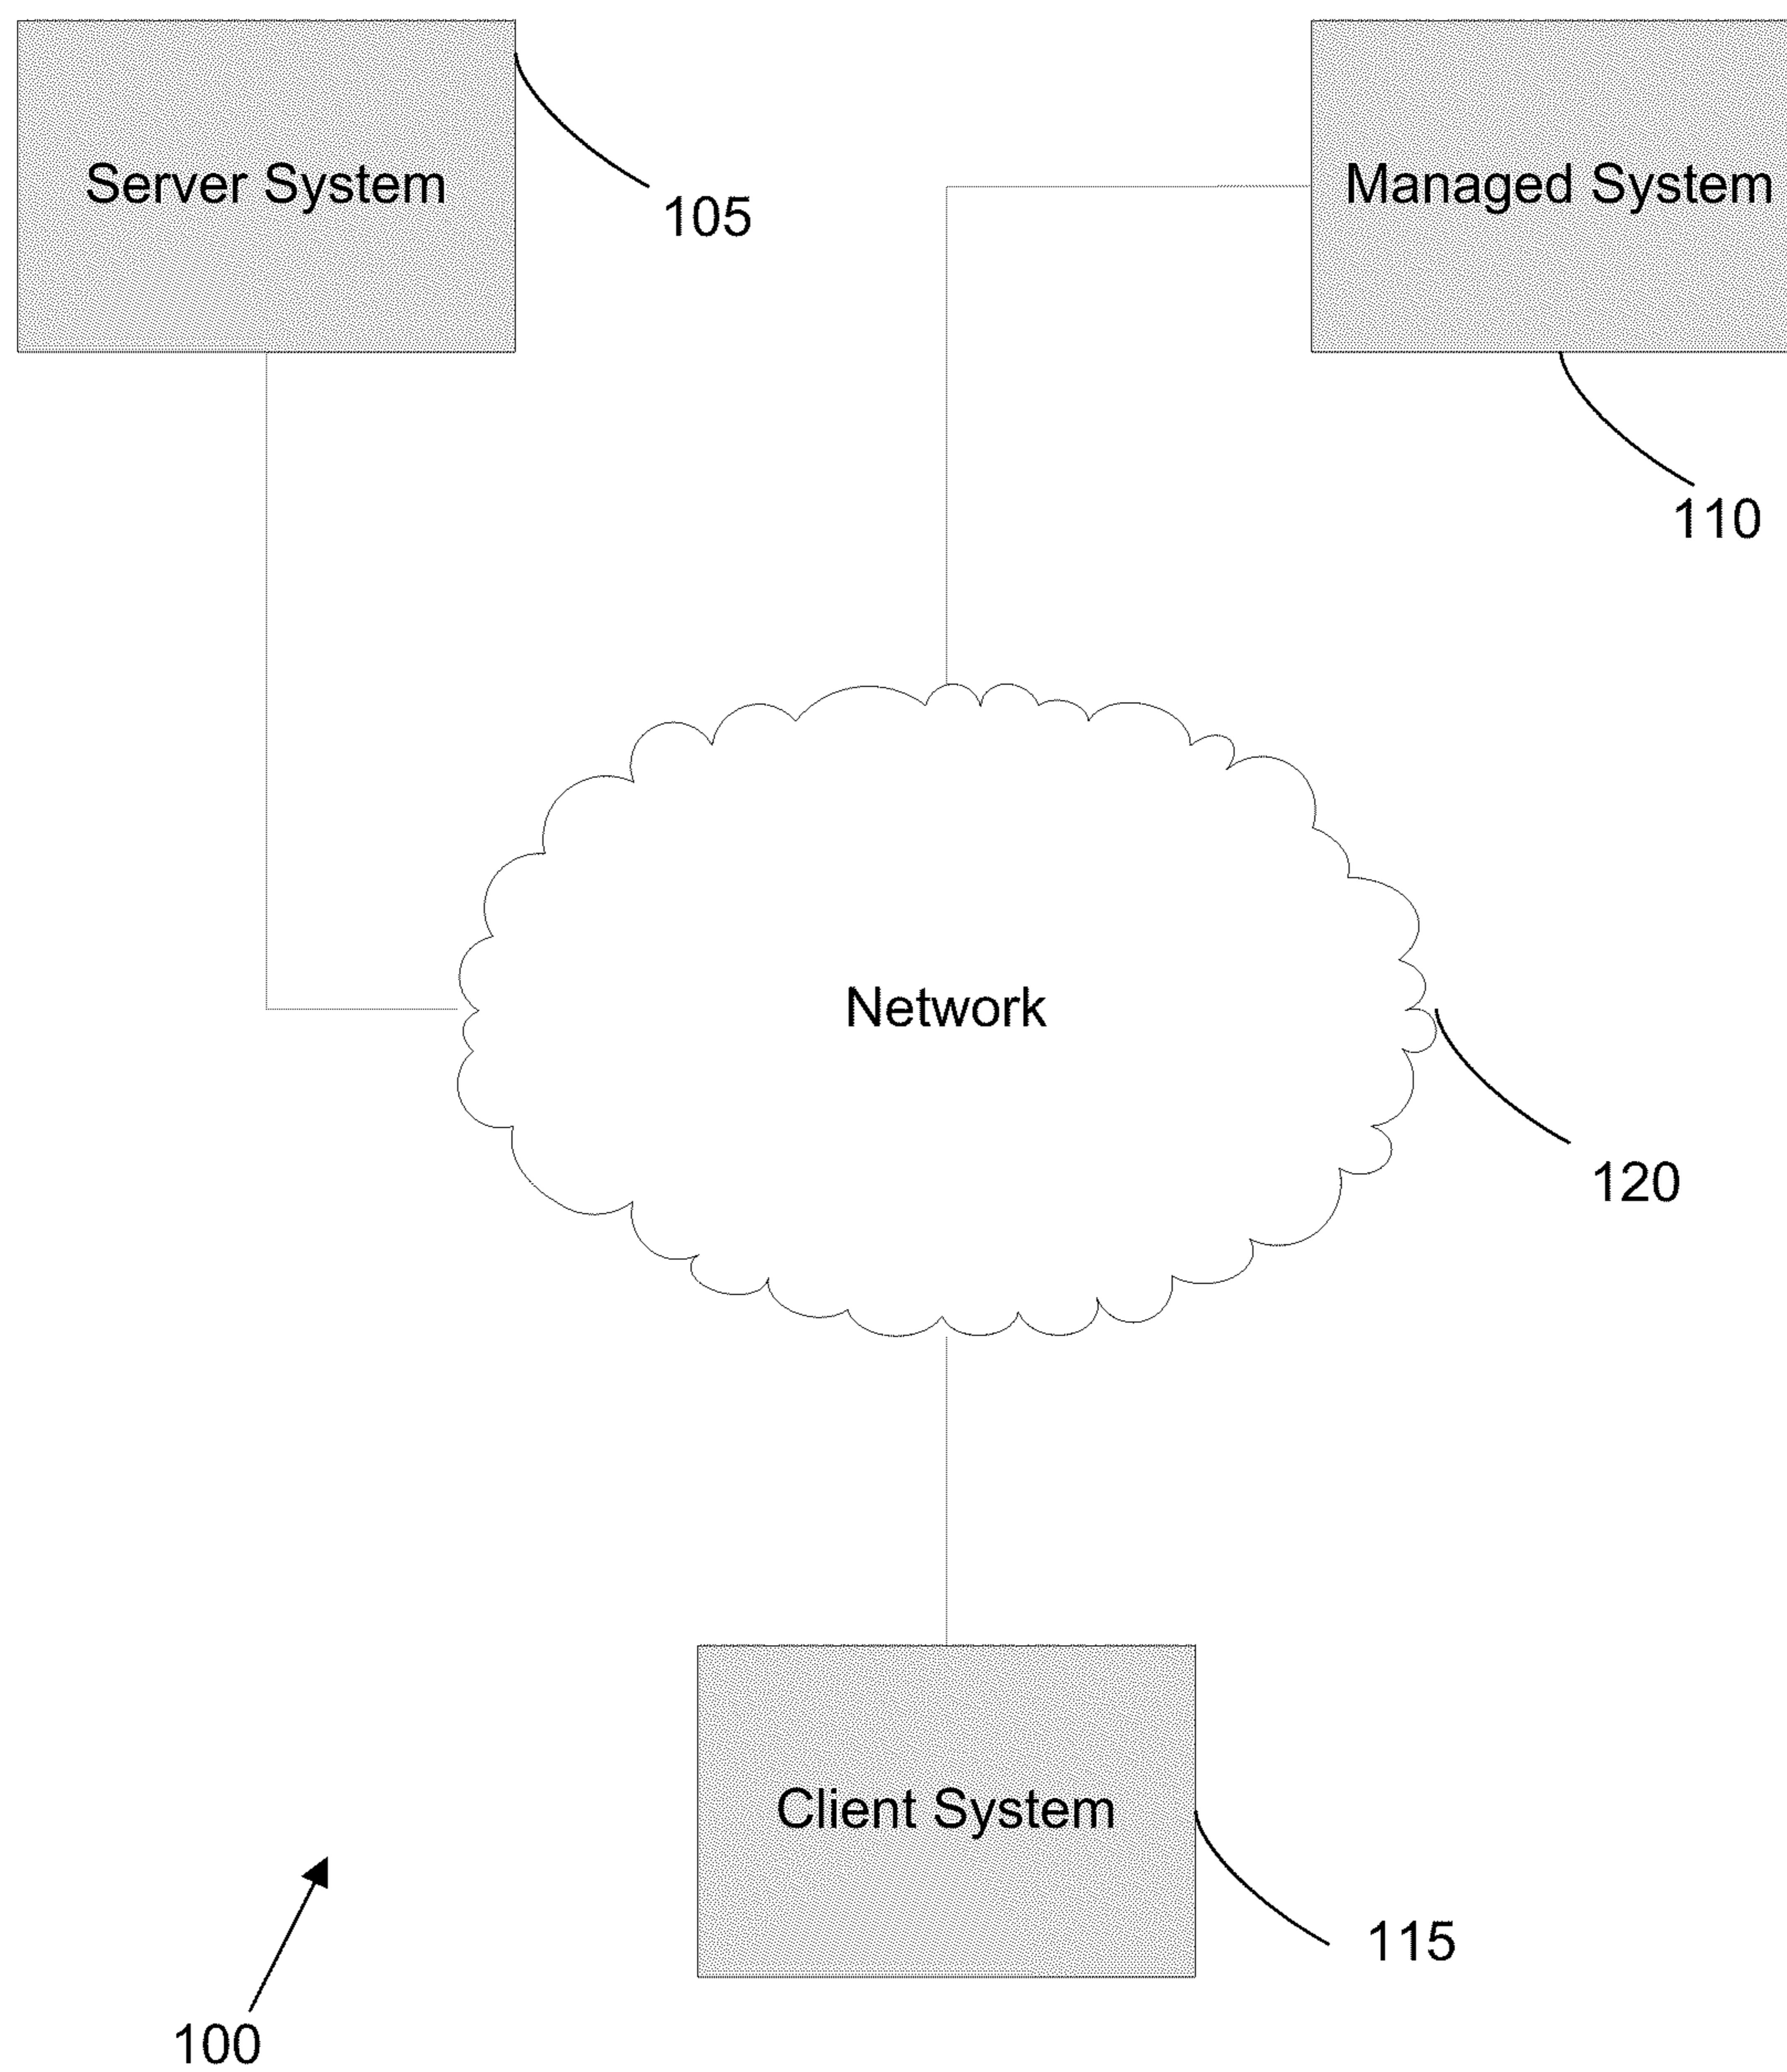 Server System
Managed System
105
110
Network
120
Client System
115
100